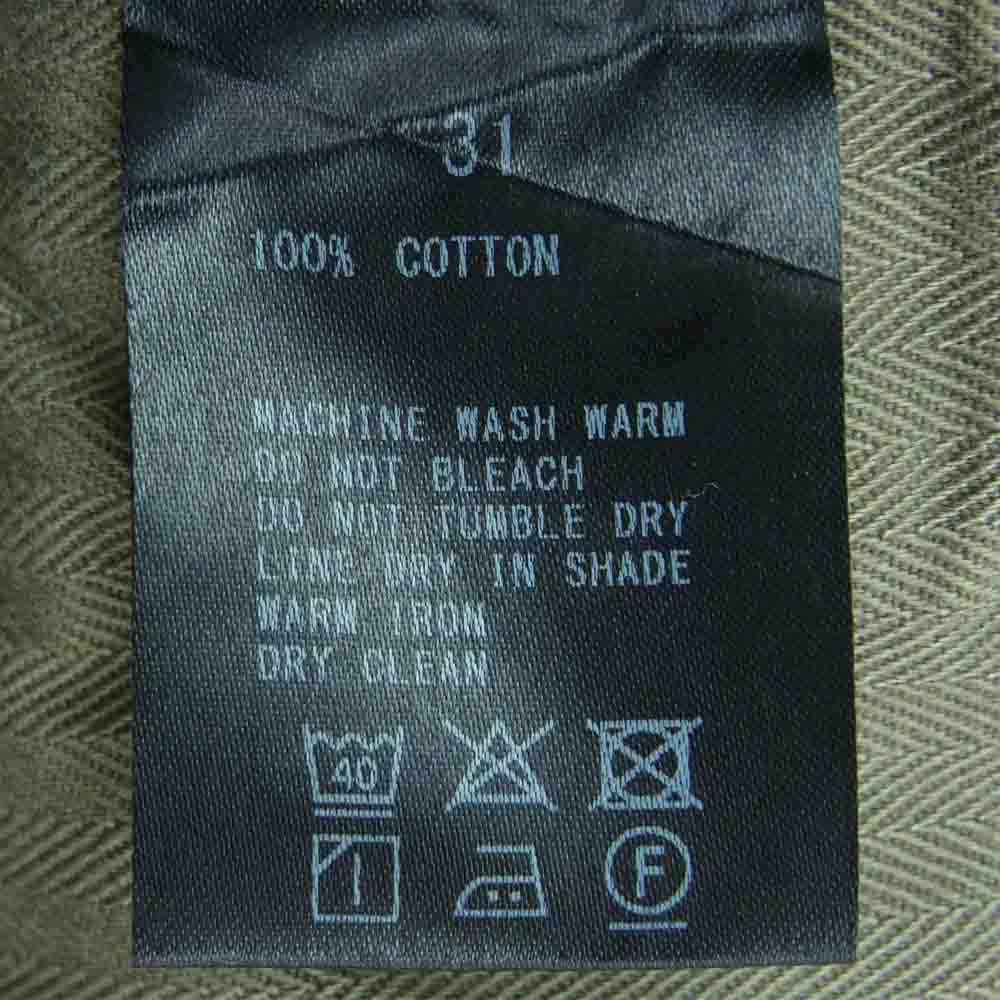 31
100% COTTON
MACHINE WASH WARM
DO NOT BLEACH
DO NOT TUMBLE DRY
LINE DRY IN SHADE
WARM IRON
DRY CLEAN
40
F